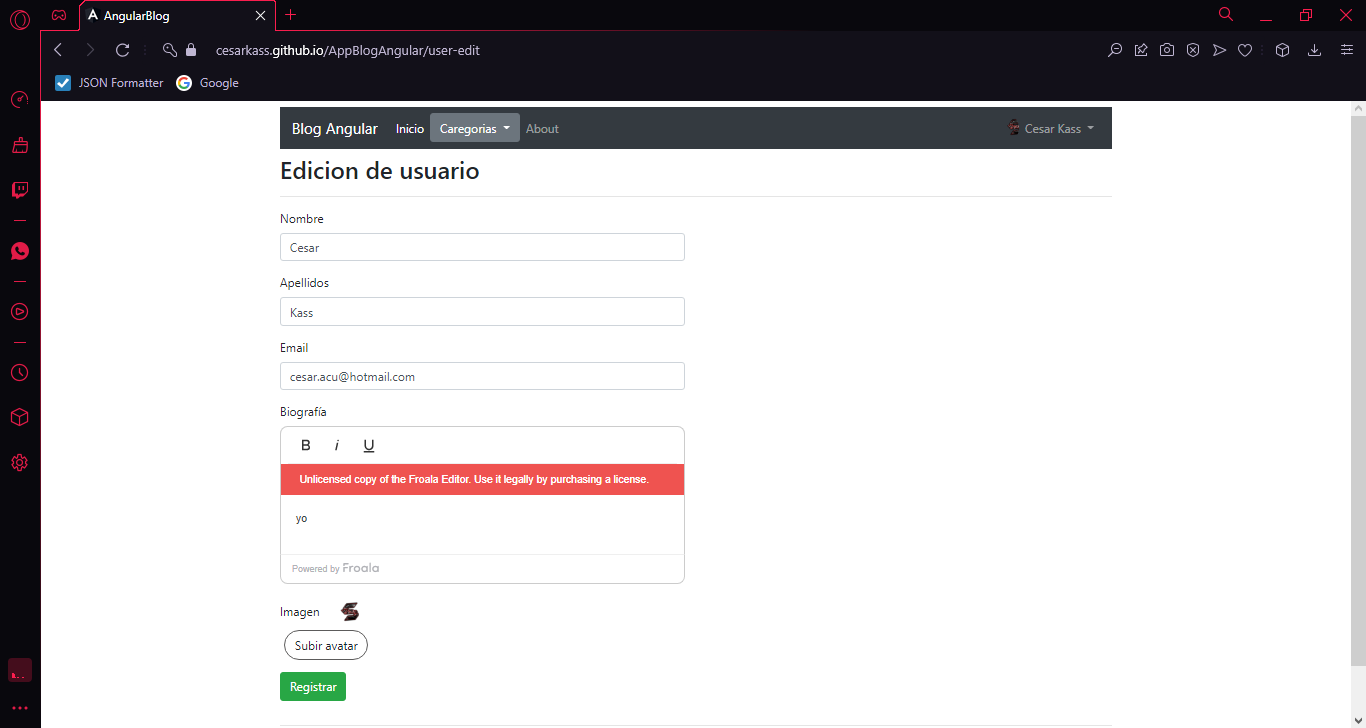 AngularBlog
cesarkass.github.io/AppBlogAngular/user-edit
JSON Formatter Google
Blog Angular Inicio Caregorias About Cesar Kass
Edicion de usuario
Nombre
Cesar
Apellidos
Kass
Email
cesar.acu@hotmail.com
Biografía
B i U
Unlicensed copy of the Froala Editor. Use it legally by purchasing a license.
yo
Powered by Froala
Imagen
Subir avatar
Registrar